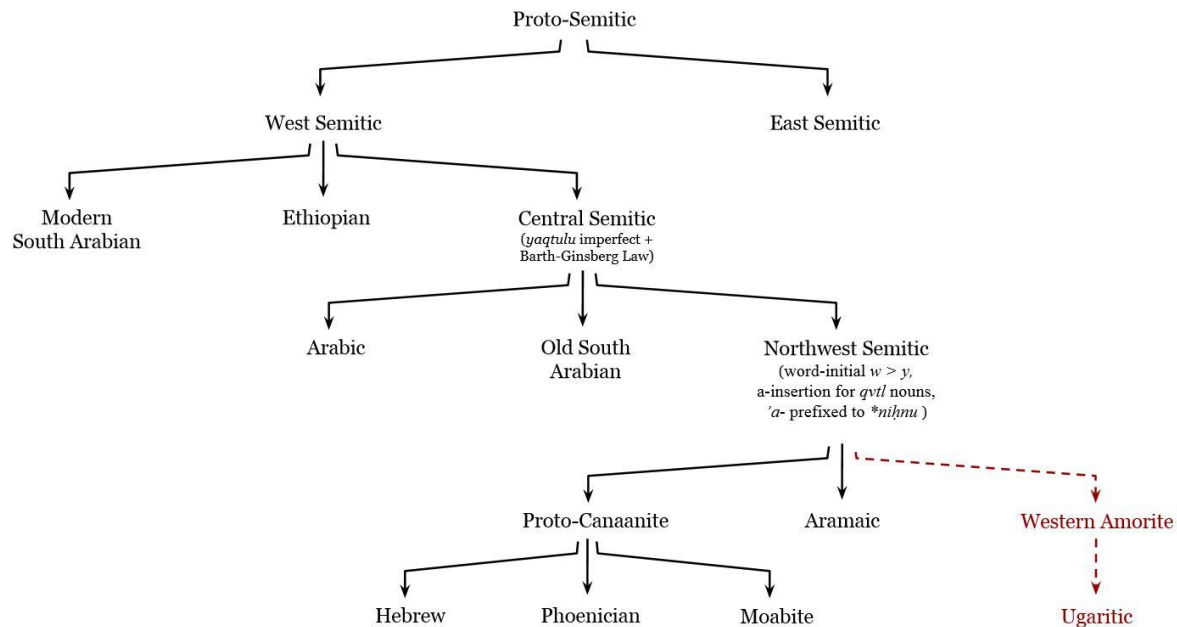 Proto-Semitic
West Semitic
East Semitic
Modern
South Arabian
Ethiopian
Central Semitic
(yaqtulu imperfect +
Barth-Ginsberg Law)
Arabic
Old South
Arabian
Northwest Semitic
(word-initial w > y,
a-insertion for qvtl nouns,
'a- prefixed to *niḥnu )
Proto-Canaanite
Aramaic
Western Amorite
Hebrew
Phoenician
Moabite
Ugaritic